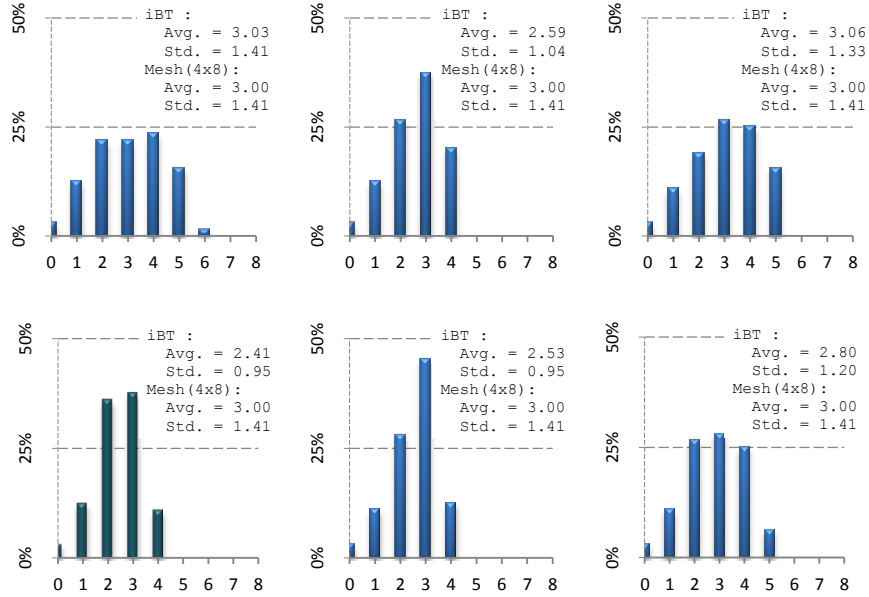 50%
25%
0%
iBT :
Avg. = 3.03
Std. = 1.41
Mesh(4x8):
Avg. = 3.00
Std. = 1.41
0 1 2 3 4 5 6 7 8
50%
25%
0%
iBT :
Avg. = 2.59
Std. = 1.04
Mesh(4x8):
Avg. = 3.00
Std. = 1.41
0 1 2 3 4 5 6 7 8
50%
25%
0%
iBT :
Avg. = 3.06
Std. = 1.33
Mesh(4x8):
Avg. = 3.00
Std. = 1.41
0 1 2 3 4 5 6 7 8
50%
25%
0%
iBT :
Avg. = 2.41
Std. = 0.95
Mesh(4x8):
Avg. = 3.00
Std. = 1.41
0 1 2 3 4 5 6 7 8
50%
25%
0%
iBT :
Avg. = 2.53
Std. = 0.95
Mesh(4x8):
Avg. = 3.00
Std. = 1.41
0 1 2 3 4 5 6 7 8
50%
25%
0%
iBT :
Avg. = 2.80
Std. = 1.20
Mesh(4x8):
Avg. = 3.00
Std. = 1.41
0 1 2 3 4 5 6 7 8